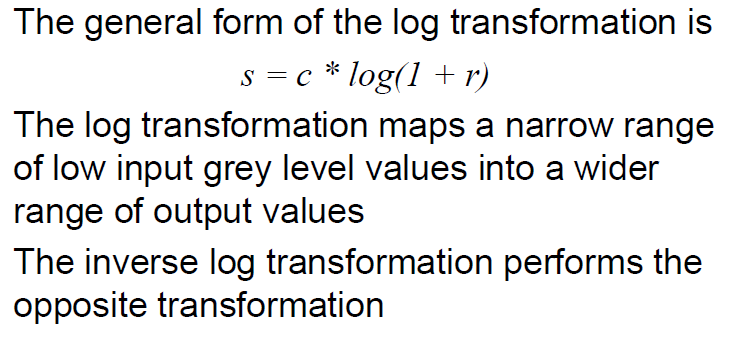 The general form of the log transformation is
s = c * log(1 + r)
The log transformation maps a narrow range
of low input grey level values into a wider
range of output values
The inverse log transformation performs the
opposite transformation